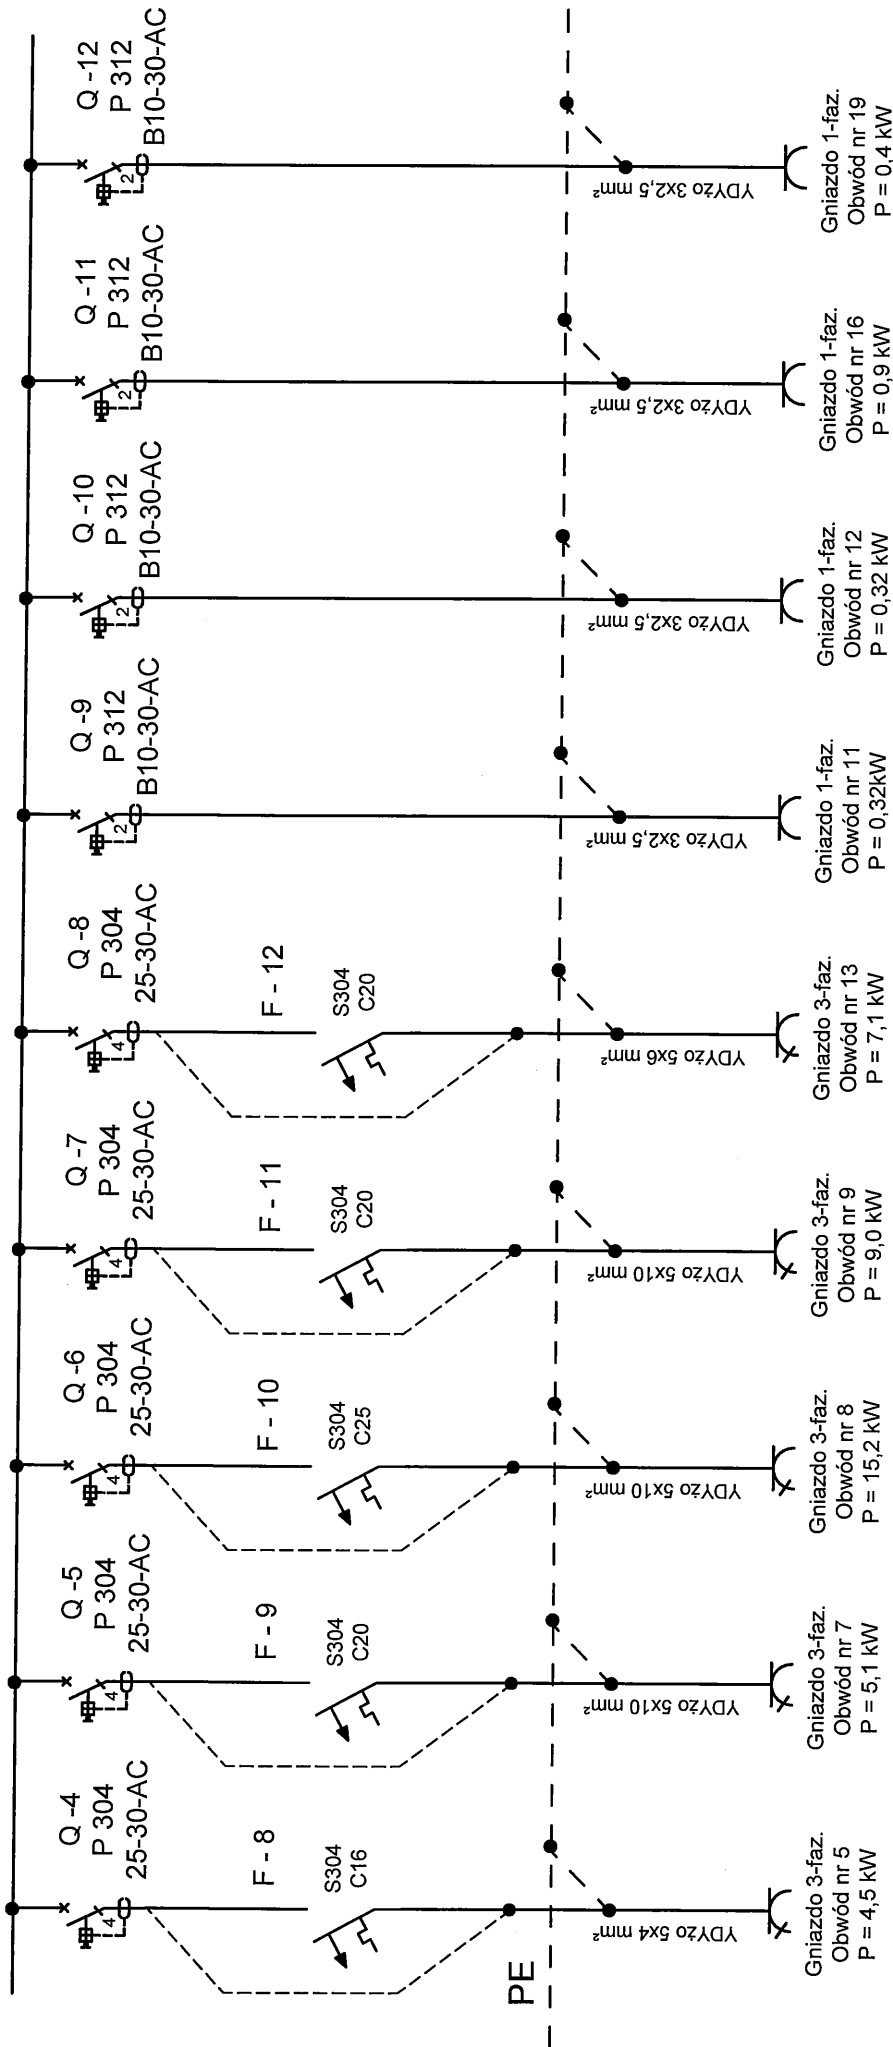 Q -4
P 304
25-30-AC
4
F - 8
S304
C16
YDYżo 5x4 mm²
Gniazdo 3-faz.
Obwód nr 5
P = 4,5 kW
Q -5
P 304
25-30-AC
4
F - 9
S304
C20
YDYżo 5x10 mm²
Gniazdo 3-faz.
Obwód nr 7
P = 5,1 kW
Q -6
P 304
25-30-AC
4
F - 10
S304
C25
YDYżo 5x10 mm²
Gniazdo 3-faz.
Obwód nr 8
P = 15,2 kW
Q -7
P 304
25-30-AC
4
F - 11
S304
C20
YDYżo 5x10 mm²
Gniazdo 3-faz.
Obwód nr 9
P = 9,0 kW
Q -8
P 304
25-30-AC
4
F - 12
S304
C20
YDYżo 5x6 mm²
Gniazdo 3-faz.
Obwód nr 13
P = 7,1 kW
Q -9
P 312
B10-30-AC
2
YDYżo 3x2,5 mm²
Gniazdo 1-faz.
Obwód nr 11
P = 0,32kW
Q -10
P 312
B10-30-AC
2
YDYżo 3x2,5 mm²
Gniazdo 1-faz.
Obwód nr 12
P = 0,32 kW
Q -11
P 312
B10-30-AC
2
YDYżo 3x2,5 mm²
Gniazdo 1-faz.
Obwód nr 16
P = 0,9 kW
Q -12
P 312
B10-30-AC
2
YDYżo 3x2,5 mm²
Gniazdo 1-faz.
Obwód nr 19
P = 0,4 kW
PE